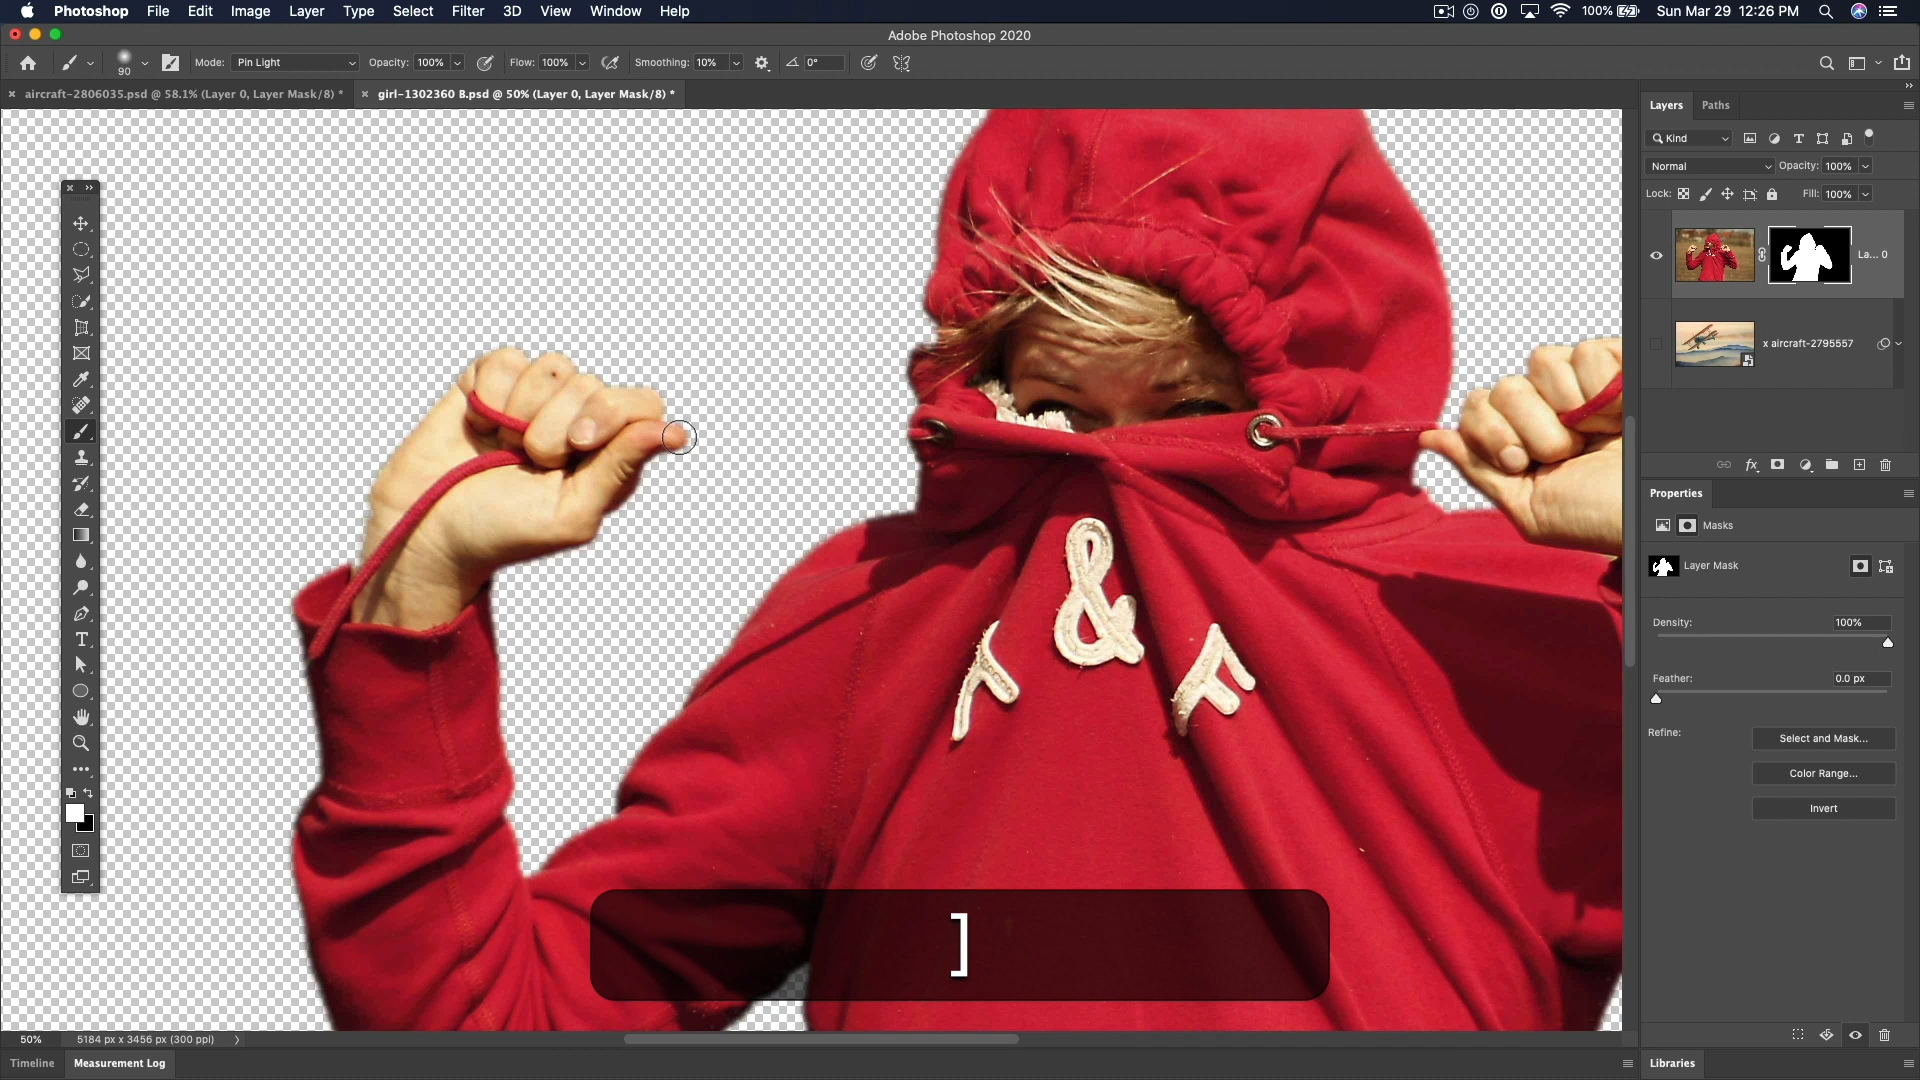 Photoshop File Edit Image Layer Type Select Filter 3D View Window Help 100% Sun Mar 29 12:26 PM
Adobe Photoshop 2020
90 Mode: Pin Light Opacity: 100% Flow: 100% Smoothing: 10% 0°
aircraft-2806035.psd @ 58.1% (Layer 0, Layer Mask/8) * girl-1302360 B.psd @ 50% (Layer 0, Layer Mask/8) *
Layers Paths
Kind
Normal Opacity: 100%
Lock: Fill: 100%
La... 0
x aircraft-2795557
Properties
Masks
Layer Mask
Density: 100%
Feather: 0.0 px
Refine: Select and Mask...
Color Range...
Invert
&
F
]
50% 5184 px x 3456 px (300 ppi)
Timeline Measurement Log
Libraries